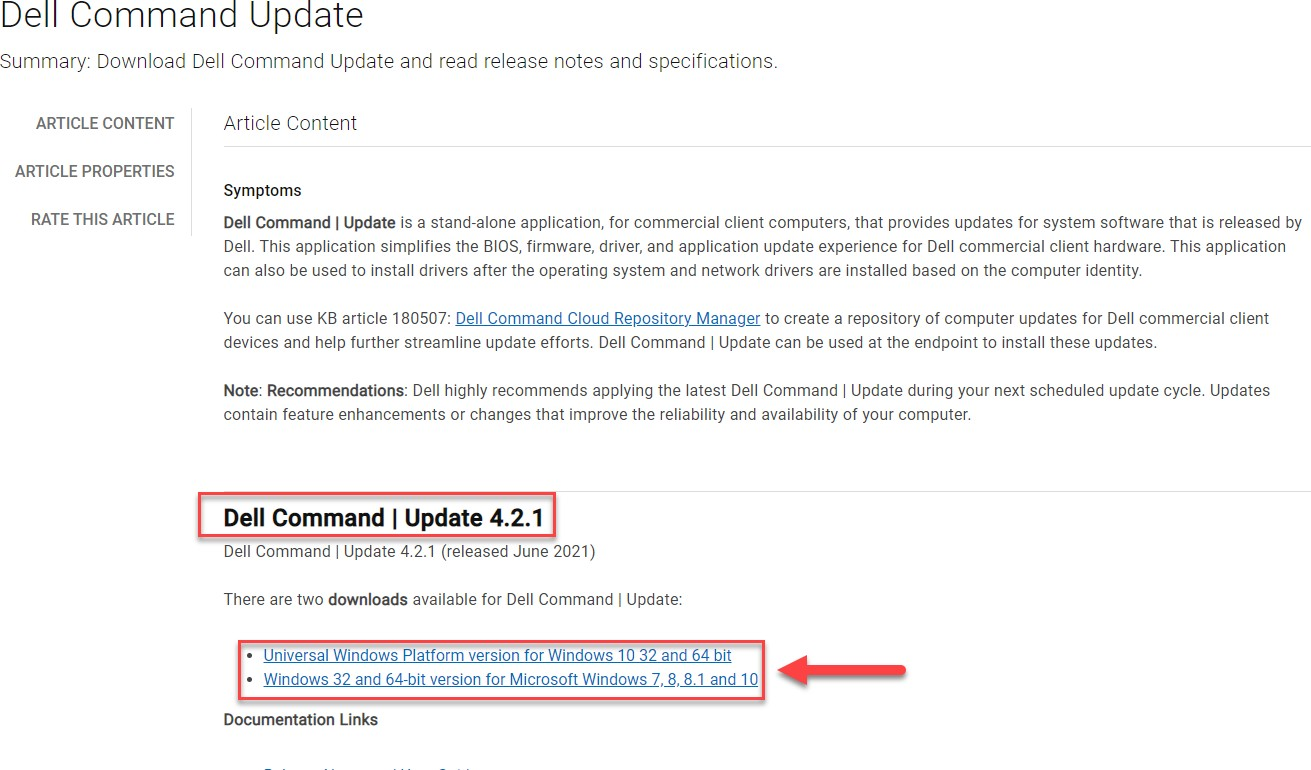 Dell Command Update
Summary: Download Dell Command Update and read release notes and specifications.
ARTICLE CONTENT
ARTICLE PROPERTIES
RATE THIS ARTICLE
Article Content
Symptoms
Dell Command | Update is a stand-alone application, for commercial client computers, that provides updates for system software that is released by
Dell. This application simplifies the BIOS, firmware, driver, and application update experience for Dell commercial client hardware. This application
can also be used to install drivers after the operating system and network drivers are installed based on the computer identity.
You can use KB article 180507: Dell Command Cloud Repository Manager to create a repository of computer updates for Dell commercial client
devices and help further streamline update efforts. Dell Command | Update can be used at the endpoint to install these updates.
Note: Recommendations: Dell highly recommends applying the latest Dell Command | Update during your next scheduled update cycle. Updates
contain feature enhancements or changes that improve the reliability and availability of your computer.
Dell Command | Update 4.2.1
Dell Command | Update 4.2.1 (released June 2021)
There are two downloads available for Dell Command | Update:
• Universal Windows Platform version for Windows 10 32 and 64 bit
• Windows 32 and 64-bit version for Microsoft Windows 7, 8, 8.1 and 10
Documentation Links